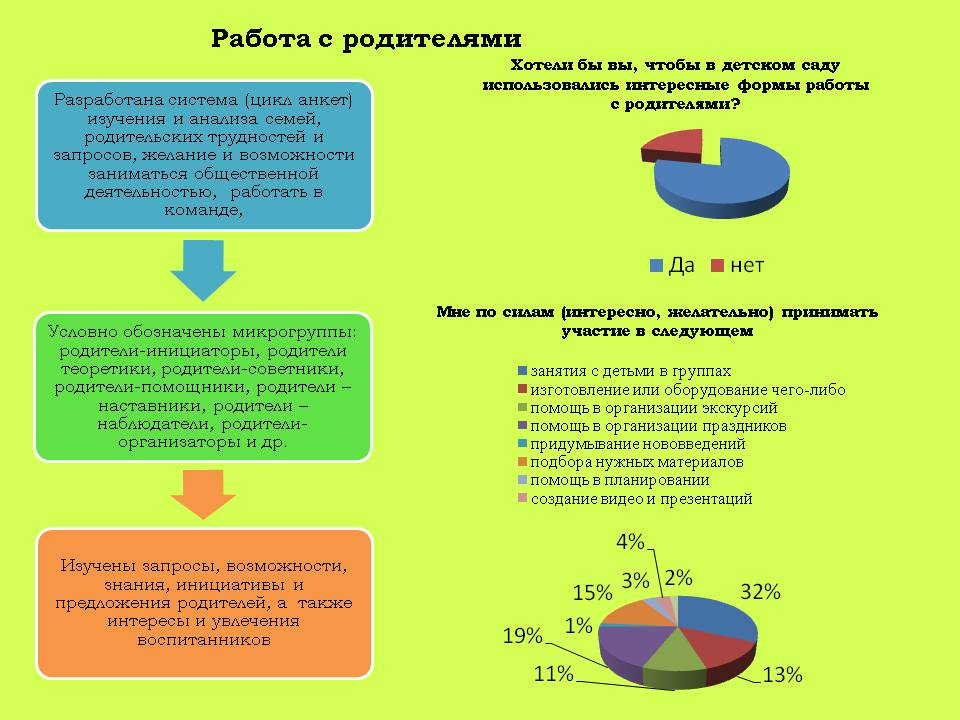 Работа с родителями
Разработана система (цикл анкет)
изучения и анализа семей,
родительских трудностей и
запросов, желание и возможности
заниматься общественной
деятельностью,  работать в
команде,
Условно обозначены микрогруппы:
родители-инициаторы, родители
теоретики, родители-советники,
родители-помощники, родители –
наставники, родители –
наблюдатели, родители-
организаторы и др.
Изучены запросы, возможности,
знания, инициативы и
предложения родителей, а  также
интересы и увлечения
воспитанников
Хотели бы вы, чтобы в детском саду
использовались интересные формы работы
с родителями?
Да нет
Мне по силам (интересно, желательно) принимать
участие в следующем
занятия с детьми в группах
изготовление или оборудование чего-либо
помощь в организации экскурсий
помощь в организации праздников
придумывание нововведений
подбора нужных материалов
помощь в планировании
создание видео и презентаций
4%
3% 2%
15% 32%
1%
19%
11% 13%